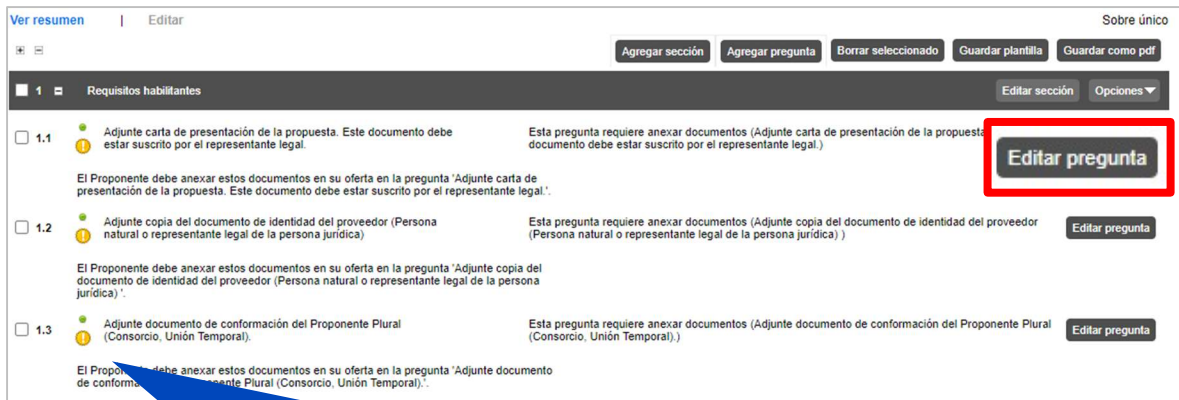 Ver resumen | Editar Sobre único
Agregar sección Agregar pregunta Borrar seleccionado Guardar plantilla Guardar como pdf
1 Requisitos habilitantes Editar sección Opciones
1.1 Adjunte carta de presentación de la propuesta. Este documento debe
estar suscrito por el representante legal.
Esta pregunta requiere anexar documentos (Adjunte carta de presentación de la propuesta
documento debe estar suscrito por el representante legal.)
Editar pregunta
El Proponente debe anexar estos documentos en su oferta en la pregunta 'Adjunte carta de
presentación de la propuesta. Este documento debe estar suscrito por el representante legal.'.
1.2 Adjunte copia del documento de identidad del proveedor (Persona
natural o representante legal de la persona jurídica)
Esta pregunta requiere anexar documentos (Adjunte copia del documento de identidad del proveedor
(Persona natural o representante legal de la persona jurídica) )
Editar pregunta
El Proponente debe anexar estos documentos en su oferta en la pregunta 'Adjunte copia del
documento de identidad del proveedor (Persona natural o representante legal de la persona
jurídica) '.
1.3 Adjunte documento de conformación del Proponente Plural
(Consorcio, Unión Temporal).
Esta pregunta requiere anexar documentos (Adjunte documento de conformación del Proponente Plural
(Consorcio, Unión Temporal).)
Editar pregunta
El debe anexar estos documentos en su oferta en la pregunta 'Adjunte documento
de Plural (Consorcio, Unión Temporal).'.